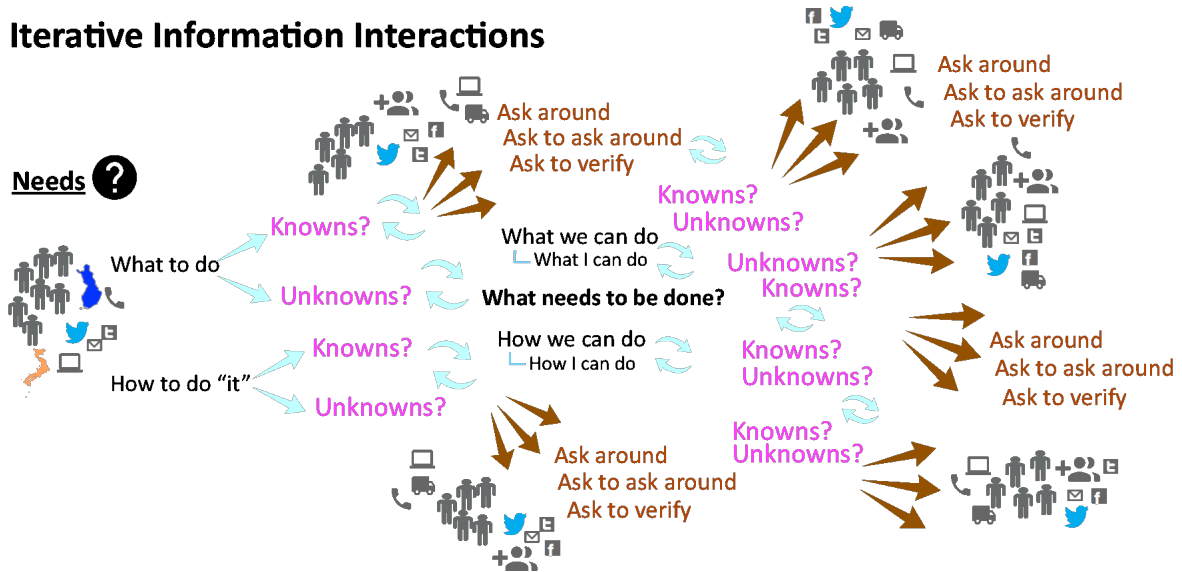 Iterative Information Interactions
Needs ?
What to do
How to do “it”
Knowns?
Unknowns?
Knowns?
Unknowns?
Ask around
Ask to ask around
Ask to verify
What we can do
What I can do
What needs to be done?
How we can do
How I can do
Ask around
Ask to ask around
Ask to verify
Knowns?
Unknowns?
Unknowns?
Knowns?
Knowns?
Unknowns?
Knowns?
Unknowns?
Ask around
Ask to ask around
Ask to verify
Ask around
Ask to ask around
Ask to verify